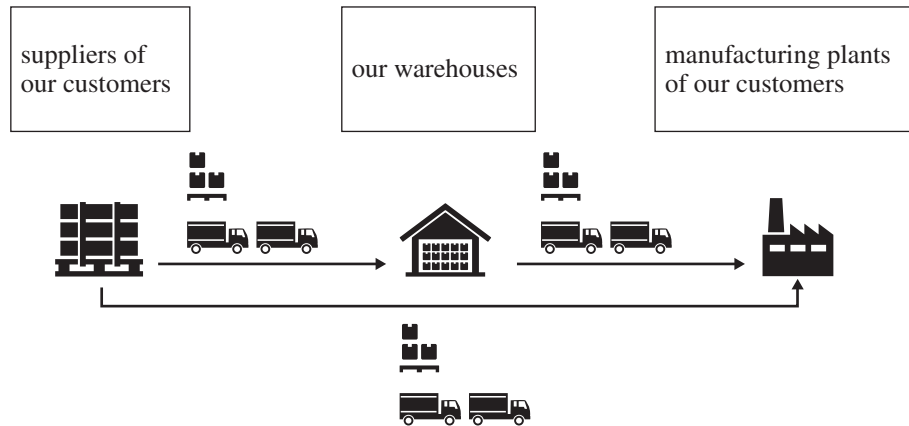 suppliers of
our customers
our warehouses
manufacturing plants
of our customers